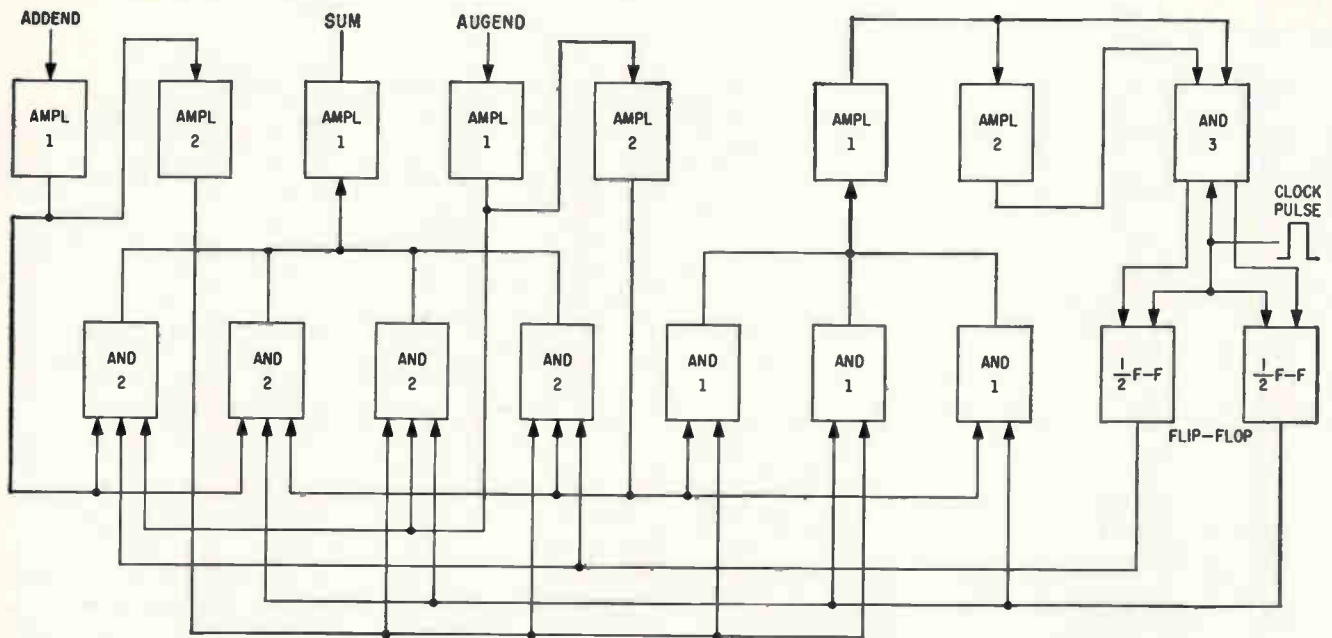 ADDEND
SUM
AUGEND
AMPL
1
AMPL
2
AMPL
1
AMPL
1
AMPL
2
AMPL
1
AMPL
2
AND
3
CLOCK
PULSE
AND
2
AND
2
AND
2
AND
2
AND
1
AND
1
AND
1
1/2 F-F
1/2 F-F
FLIP-FLOP